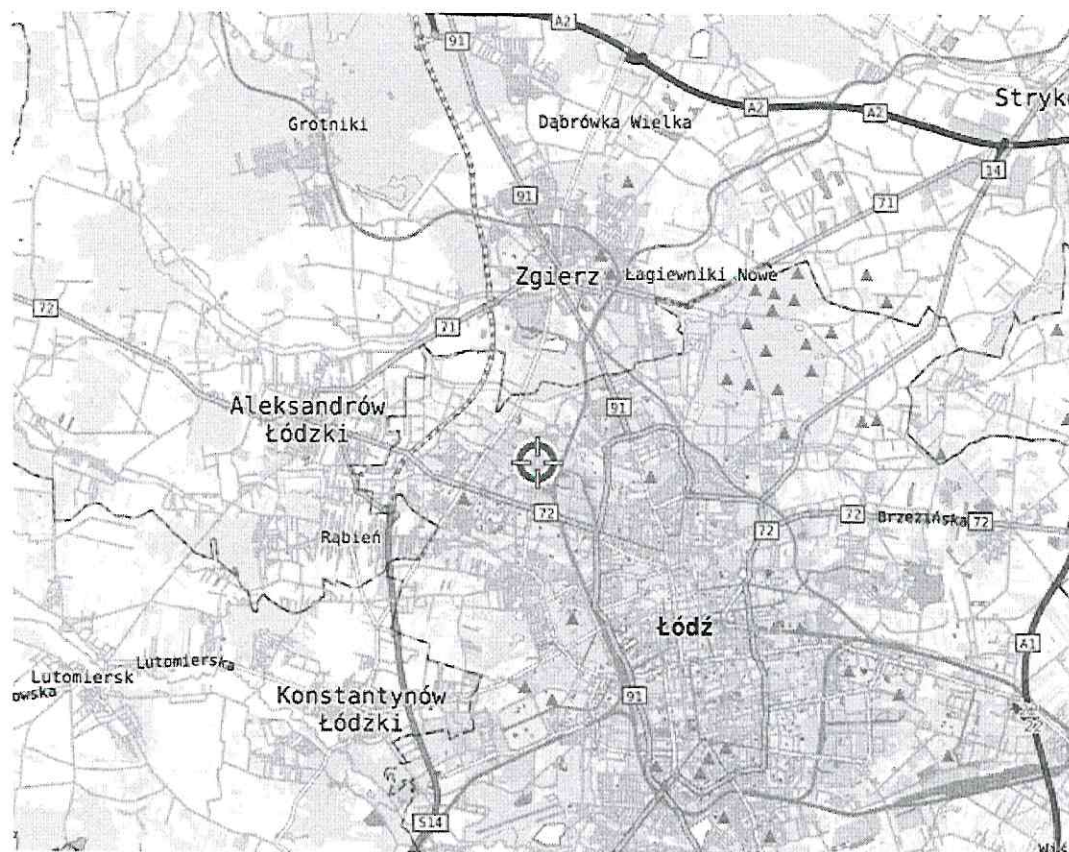 A2
91
Stryk
Grotniki
Dąbrówka Wielka
A2
A2
14
91
71
Zgierz
Łagiewniki Nowe
72
71
Aleksandrów
Łódzki
91
72
72
Brzezińska
72
72
Rąbień
Łódź
A1
Lutomierska
Lutomiersk
owska
Konstantynów
Łódzki
91
S14